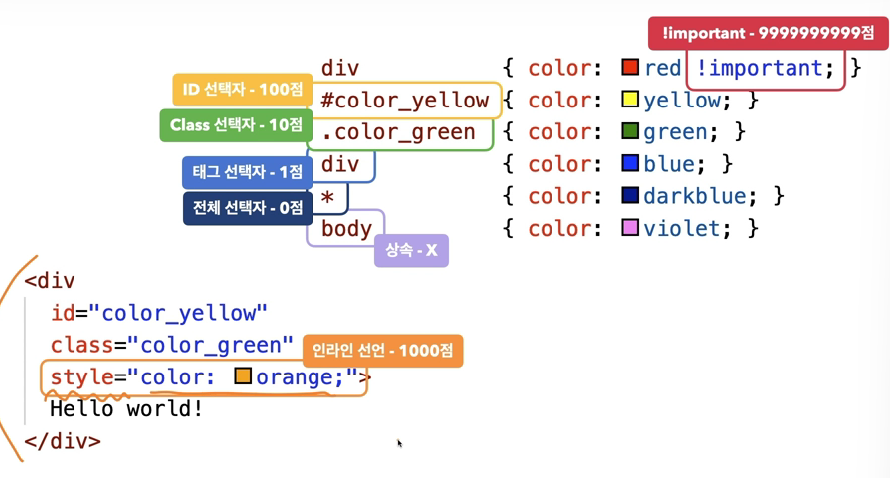 !important - 9999999999점
div { color: red !important; }
ID 선택자 - 100점
#color_yellow { color: yellow; }
Class 선택자 - 10점
.color_green { color: green; }
태그 선택자 - 1점
div { color: blue; }
전체 선택자 - 0점
* { color: darkblue; }
body { color: violet; }
상속 - X
<div
id="color_yellow"
class="color_green"
인라인 선언 - 1000점
style="color: orange;">
Hello world!
</div>